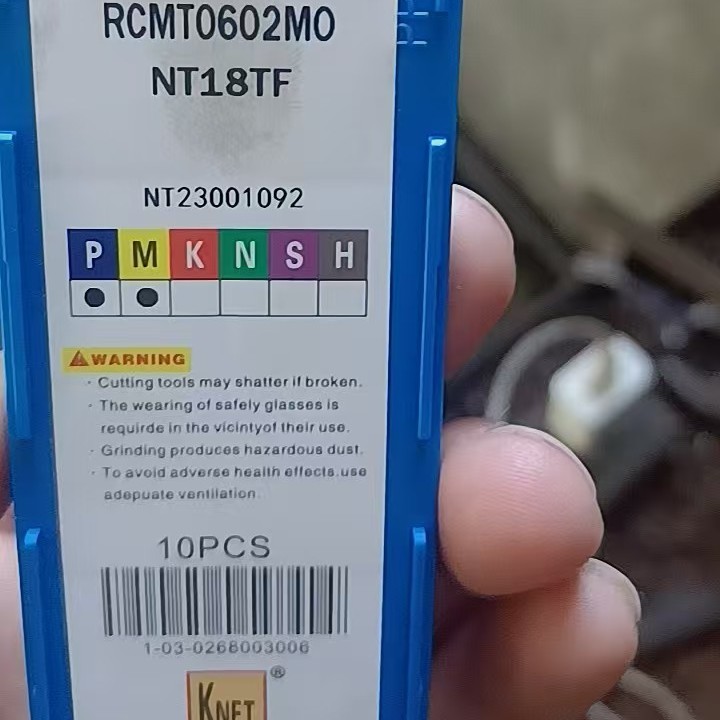 RCMT0602MO
NT18TF
NT23001092
P M K N S H
WARNING
· Cutting tools may shatter if broken.
· The wearing of safely glasses is
requirde in the vicintyof their use.
· Grinding produces hazardous dust.
· To avoid adverse health effects.use
adepuate ventilation.
10PCS
1-03-0268003006
KNET ®